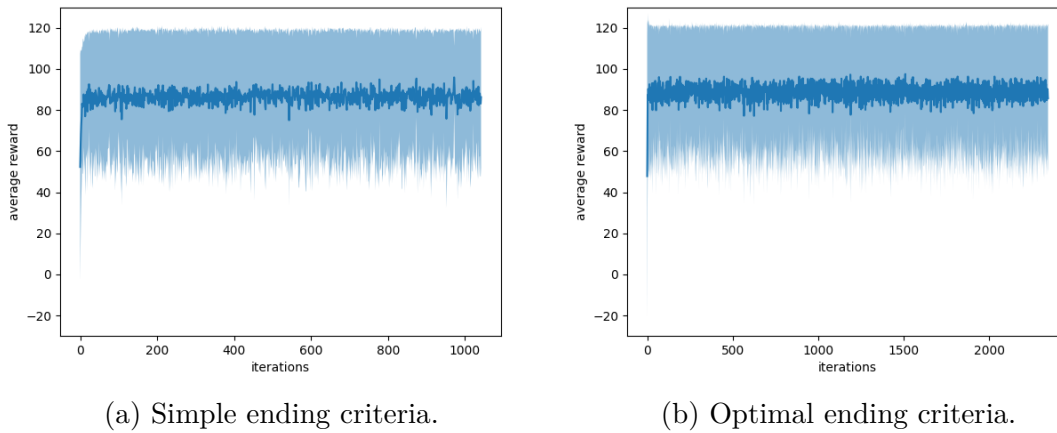 120
100
80
60
40
20
0
−20
average reward
0 200 400 600 800 1000
iterations
(a) Simple ending criteria.
120
100
80
60
40
20
0
−20
average reward
0 500 1000 1500 2000
iterations
(b) Optimal ending criteria.